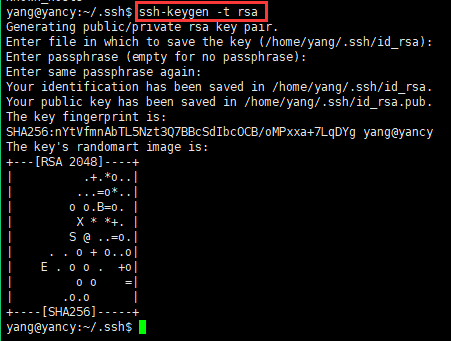 yang@yancy:~/.ssh$ ssh-keygen -t rsa
Generating public/private rsa key pair.
Enter file in which to save the key (/home/yang/.ssh/id_rsa):
Enter passphrase (empty for no passphrase):
Enter same passphrase again:
Your identification has been saved in /home/yang/.ssh/id_rsa.
Your public key has been saved in /home/yang/.ssh/id_rsa.pub.
The key fingerprint is:
SHA256:nYtVfmnAbTL5Nzt3Q7BBcSdIbcOCB/oMPxxa+7LqDYg yang@yancy
The key's randomart image is:
+---[RSA 2048]----+
|          .+.*o..|
|         ...=o*..|
|        o o.B=o. |
|         X * *+. |
|        S @ ..=o.|
|     . . o + o..o|
|    E . o o .  +o|
|         o o    =|
|       .o.o      |
+----[SHA256]-----+
yang@yancy:~/.ssh$